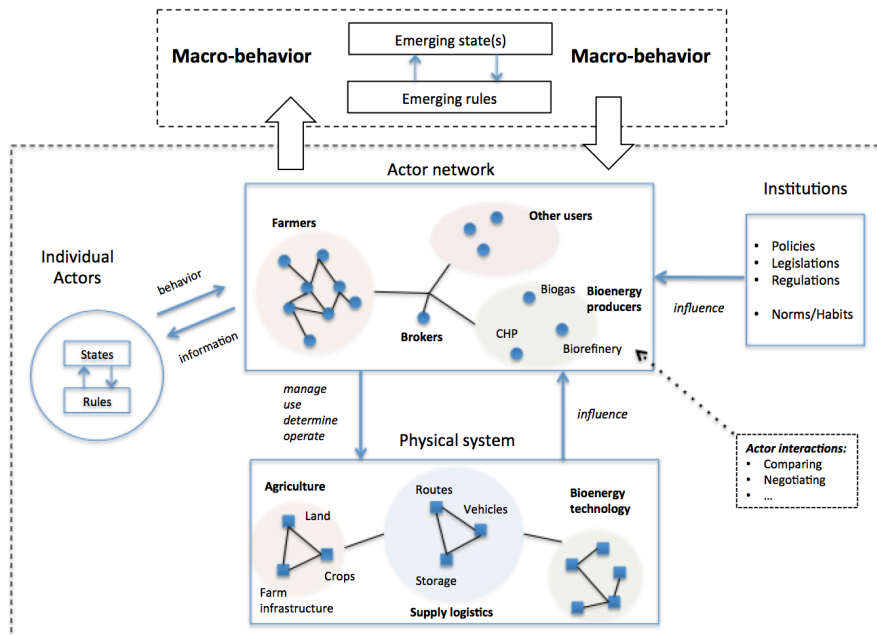 Macro-behavior
Emerging state(s)
Emerging rules
Macro-behavior
Actor network
Institutions
Individual
Actors
behavior
information
States
Rules
Farmers
Other users
Brokers
Biogas
Bioenergy
producers
CHP
Biorefinery
influence
• Policies
• Legislations
• Regulations
• Norms/Habits
manage
use
determine
operate
influence
Physical system
Actor interactions:
• Comparing
• Negotiating
• ...
Agriculture
Land
Crops
Farm
infrastructure
Routes
Vehicles
Storage
Supply logistics
Bioenergy
technology